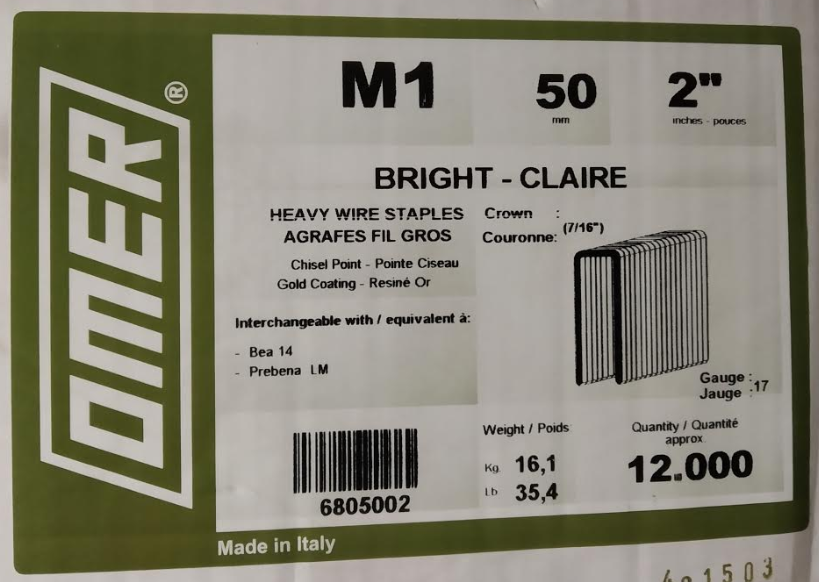 OMER®
M1
50
mm
2"
inches - pouces
BRIGHT - CLAIRE
HEAVY WIRE STAPLES
AGRAFES FIL GROS
Chisel Point - Pointe Ciseau
Gold Coating - Resiné Or
Interchangeable with / equivalent à:
- Bea 14
- Prebena LM
Crown :
Couronne: (7/16")
Gauge :
Jauge : 17
6805002
Weight / Poids
Kg 16,1
Lb 35,4
Quantity / Quantité
approx.
12.000
Made in Italy